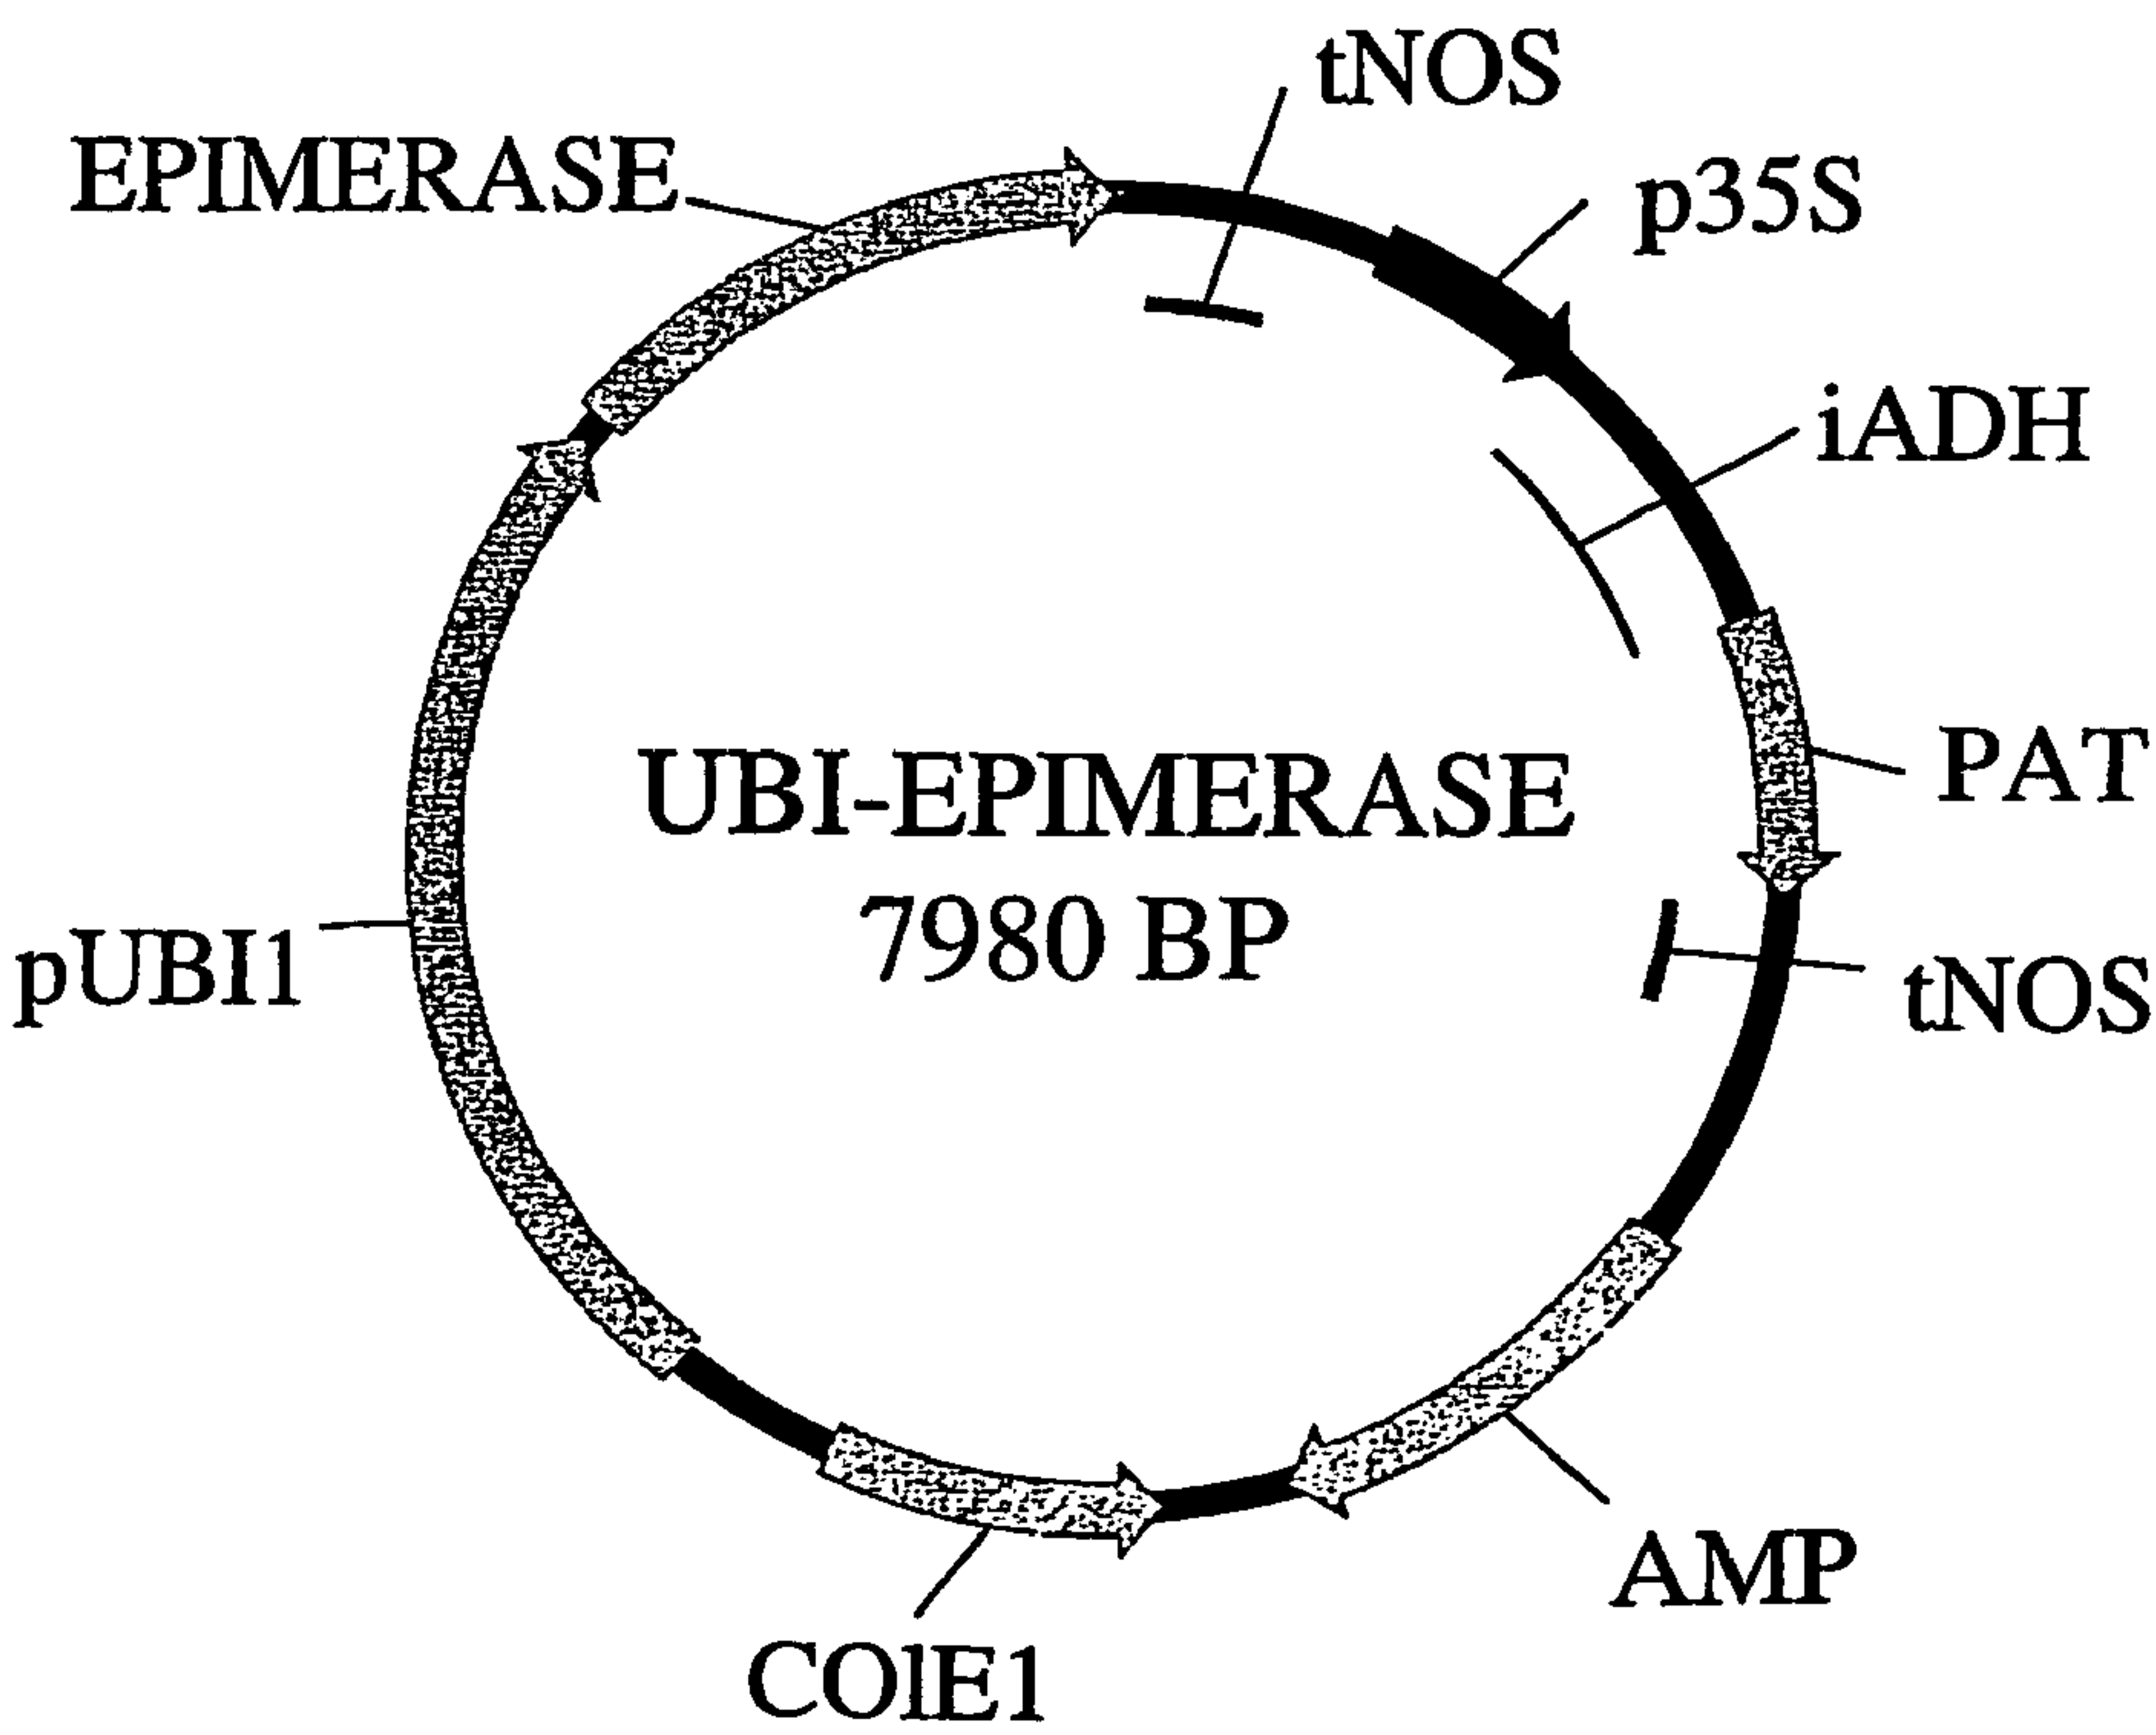 tNOS
EPIMERASE
p35S
iADH
UBI-EPIMERASE
7980 BP
PAT
pUBI1
tNOS
AMP
COlE1